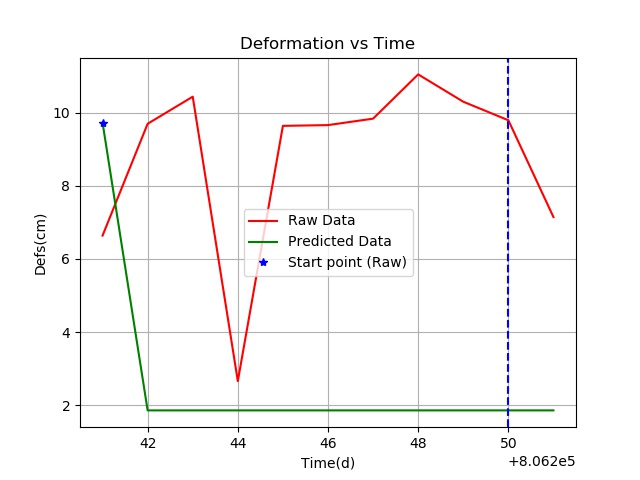 Deformation vs Time
Defs(cm)
10
8
6
4
2
Raw Data
Predicted Data
Start point (Raw)
42 44 46 48 50
Time(d)
+8.062e5